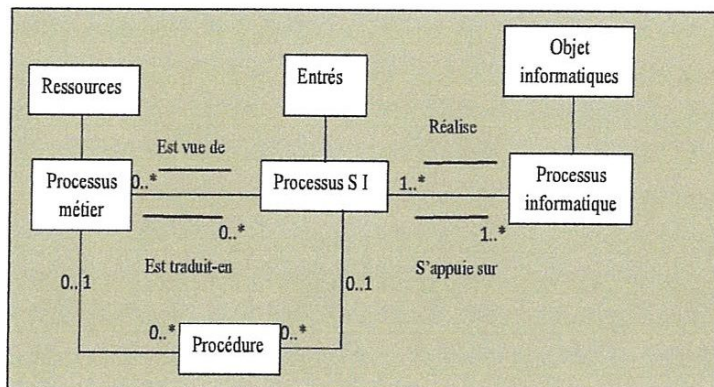 Objet
informatiques
Entrés
Ressources
Réalise
Est vue de
0..*
Processus
métier
Processus S I
1..*
Processus
informatique
0..*
1..*
Est traduit-en
S'appuie sur
0..1
0..1
0..*
Procédure
0..*